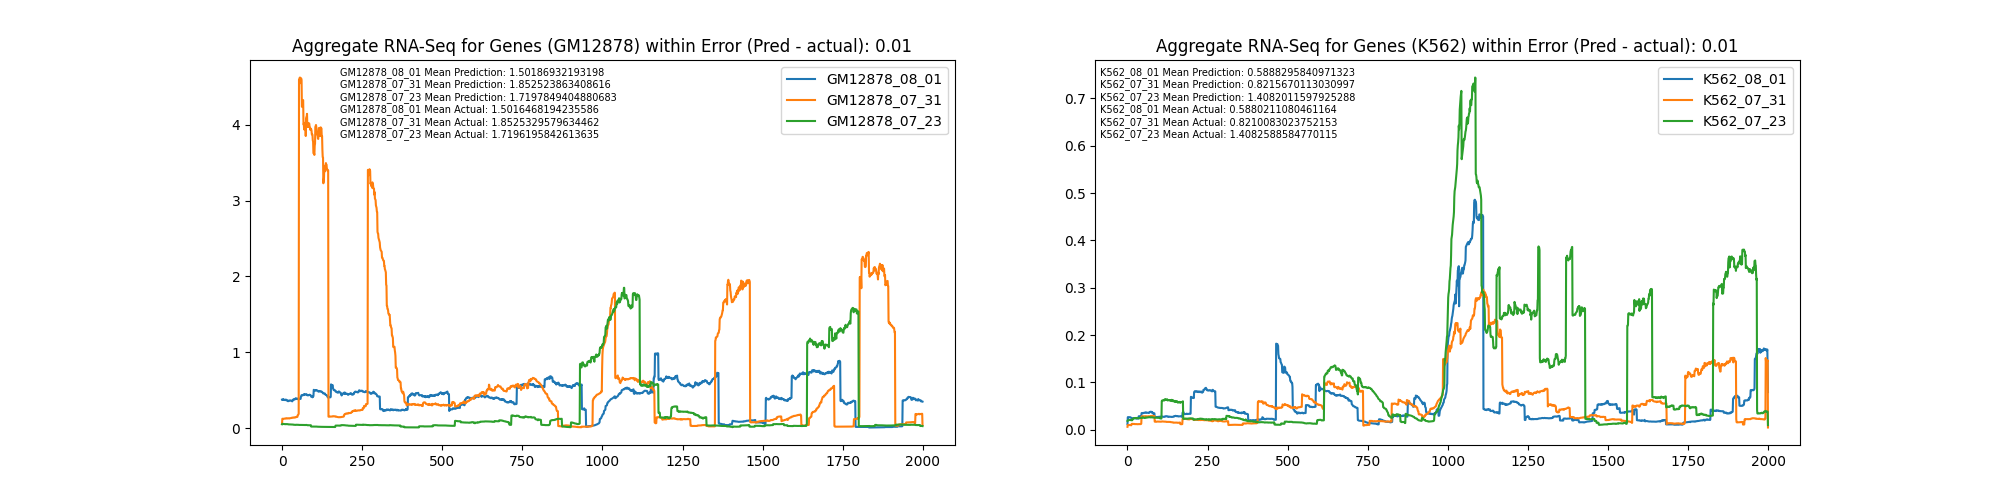 Aggregate RNA-Seq for Genes (GM12878) within Error (Pred - actual): 0.01
GM12878_08_01 Mean Prediction: 1.50186932193198
GM12878_07_31 Mean Prediction: 1.852523863408616
GM12878_07_23 Mean Prediction: 1.7197849404880683
GM12878_08_01 Mean Actual: 1.5016468194235586
GM12878_07_31 Mean Actual: 1.8525329579634462
GM12878_07_23 Mean Actual: 1.7196195842613635
GM12878_08_01
GM12878_07_31
GM12878_07_23
4
3
2
1
0
0 250 500 750 1000 1250 1500 1750 2000
Aggregate RNA-Seq for Genes (K562) within Error (Pred - actual): 0.01
K562_08_01 Mean Prediction: 0.5888295840971323
K562_07_31 Mean Prediction: 0.8215670113030997
K562_07_23 Mean Prediction: 1.4082011597925288
K562_08_01 Mean Actual: 0.5880211080461164
K562_07_31 Mean Actual: 0.8210083023752153
K562_07_23 Mean Actual: 1.4082588584770115
K562_08_01
K562_07_31
K562_07_23
0.7
0.6
0.5
0.4
0.3
0.2
0.1
0.0
0 250 500 750 1000 1250 1500 1750 2000